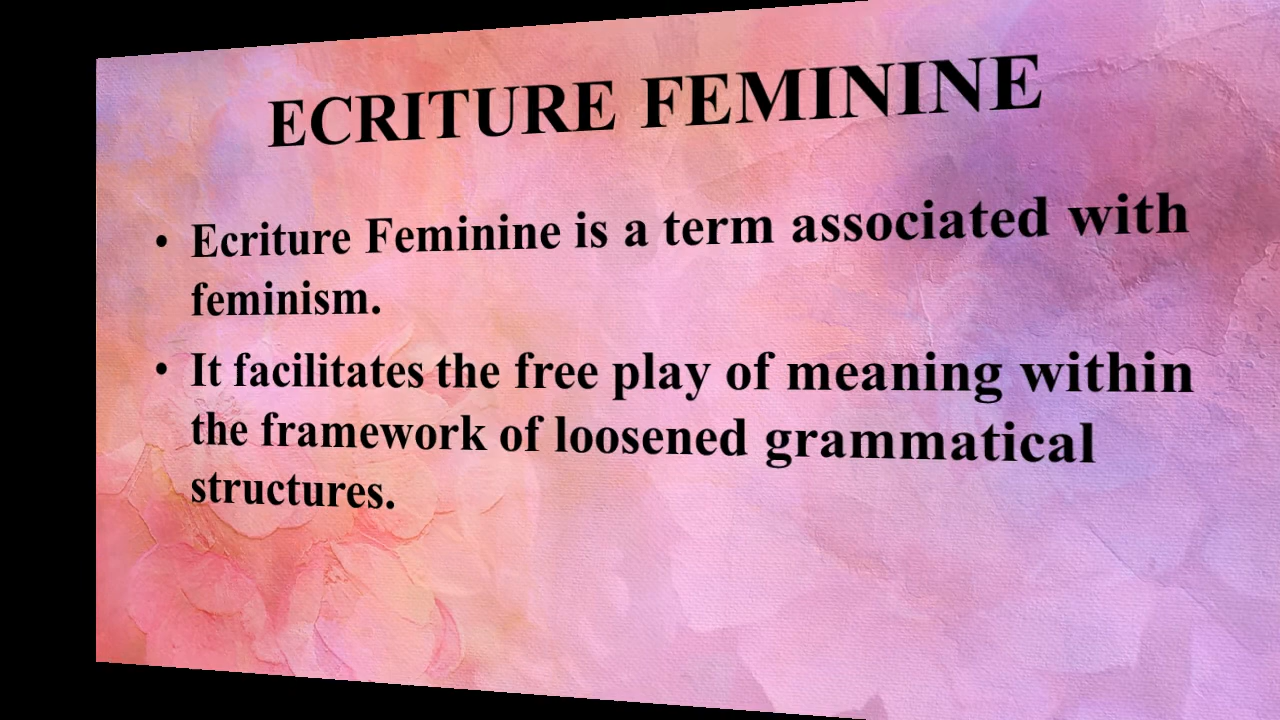 ECRITURE FEMININE
• Ecriture Feminine is a term associated with
feminism.
• It facilitates the free play of meaning within
the framework of loosened grammatical
structures.